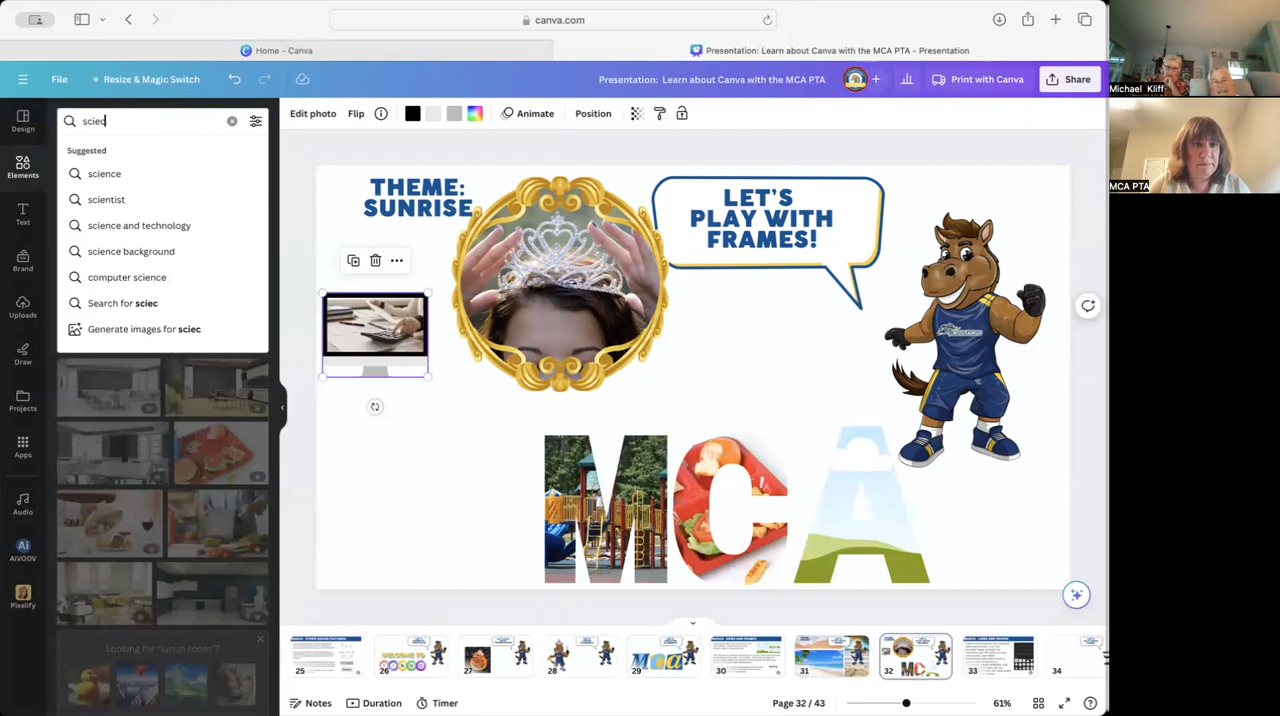 canva.com
Home - Canva
Presentation: Learn about Canva with the MCA PTA - Presentation
File
Resize & Magic Switch
Presentation: Learn about Canva with the MCA PTA
Print with Canva
Share
Design
Elements
Text
Brand
Uploads
Draw
Projects
Apps
Audio
AiVOOV
Pixelify
sciec
Suggested
science
scientist
science and technology
science background
computer science
Search for sciec
Generate images for sciec
Looking for "lunch room"?
Edit photo
Flip
Animate
Position
THEME:
SUNRISE
LET'S
PLAY WITH
FRAMES!
MUSTANGS
MCA
WELCOME TO
Mca
27
29
30
31
32
33
34
Notes
Duration
Timer
Page 32 / 43
61%
Michael Kliff
MCA PTA